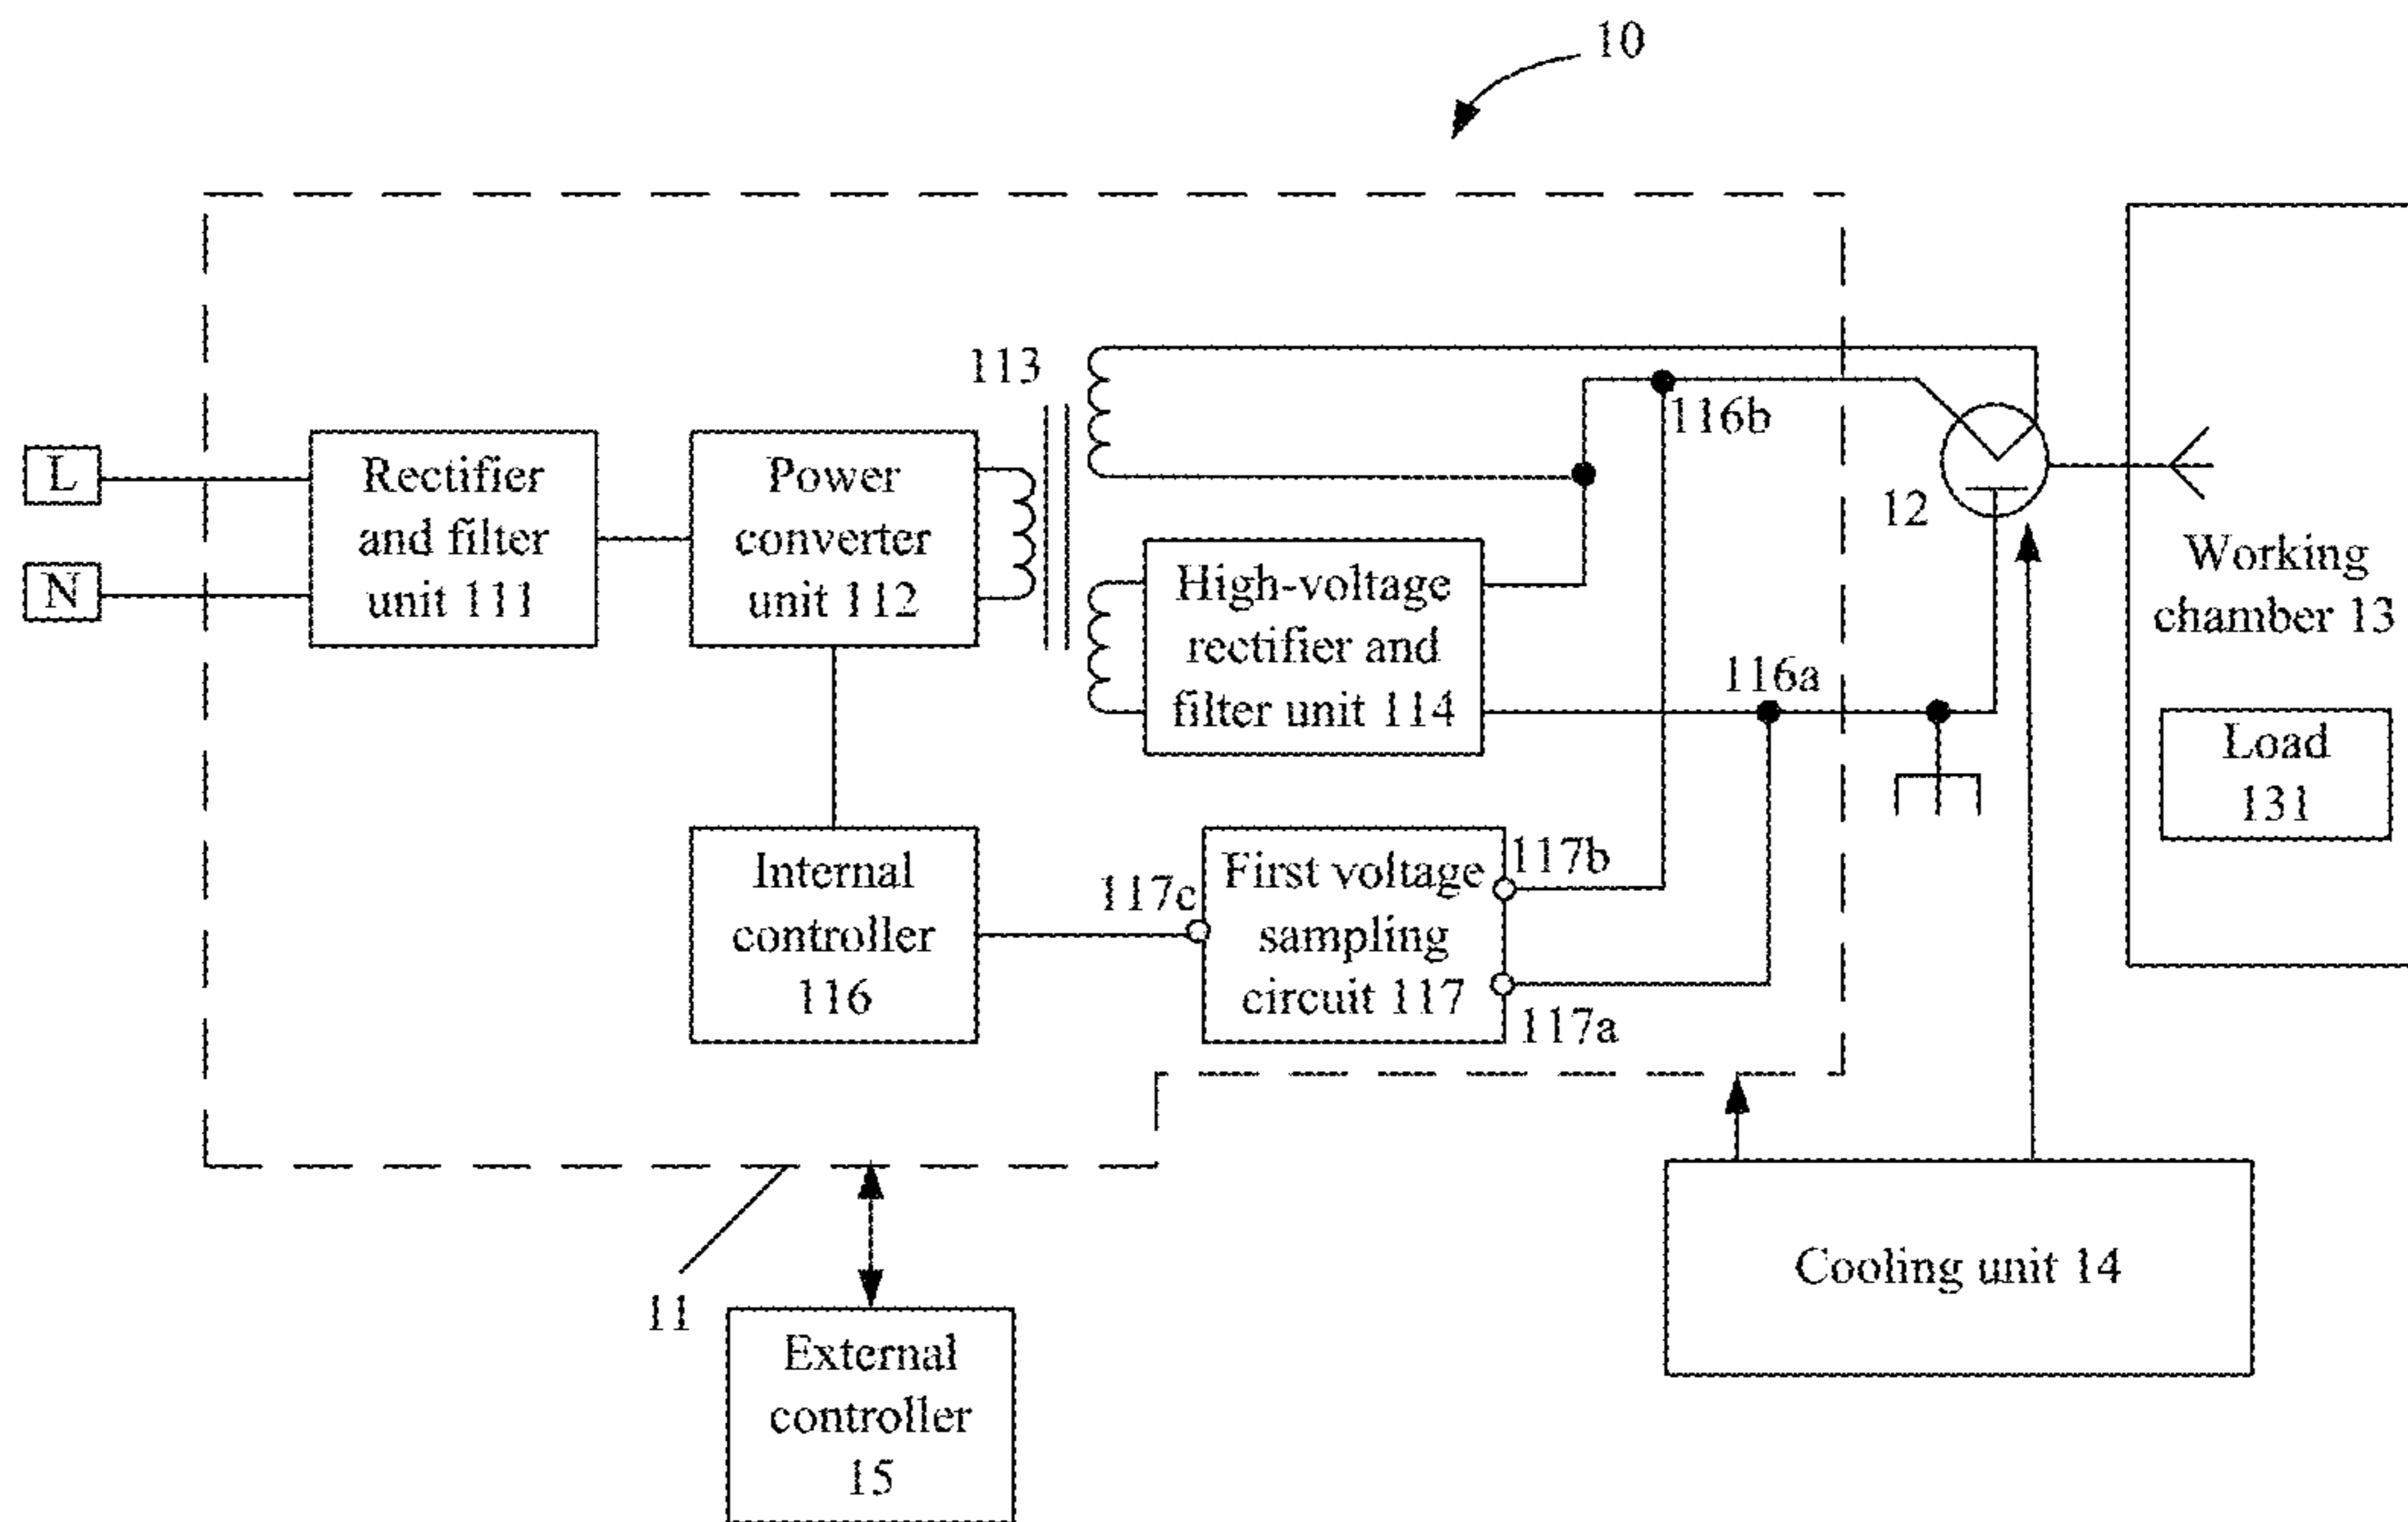 10
113
116b
L
Rectifier
and filter
unit 111
Power
converter
unit 112
N
12
High-voltage
rectifier and
filter unit 114
Working
chamber 13
116a
Load
131
Internal
controller
116
117c
First voltage
sampling
circuit 117
117b
117a
11
Cooling unit 14
External
controller
15